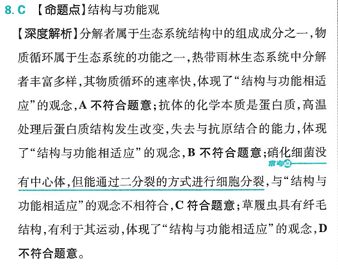 8. C 【命题点】结构与功能观
【深度解析】分解者属于生态系统结构中的组成成分之一,物
质循环属于生态系统的功能之一,热带雨林生态系统中分解
者丰富多样,其物质循环的速率快,体现了“结构与功能相适
应”的观念,A 不符合题意;抗体的化学本质是蛋白质,高温
处理后蛋白质结构发生改变,失去与抗原结合的能力,体现
了“结构与功能相适应”的观念,B 不符合题意;硝化细菌没
有中心体,但能通过二分裂的方式进行细胞分裂,与“结构与
功能相适应”的观念不相符合,C 符合题意;草履虫具有纤毛
结构,有利于其运动,体现了“结构与功能相适应”的观念,D
不符合题意。